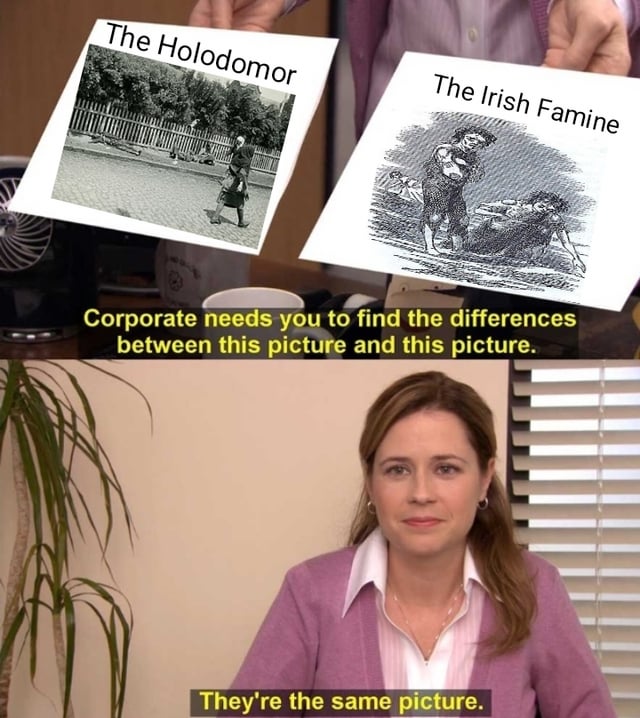 The Holodomor
The Irish Famine
Corporate needs you to find the differences
between this picture and this picture.
They're the same picture.